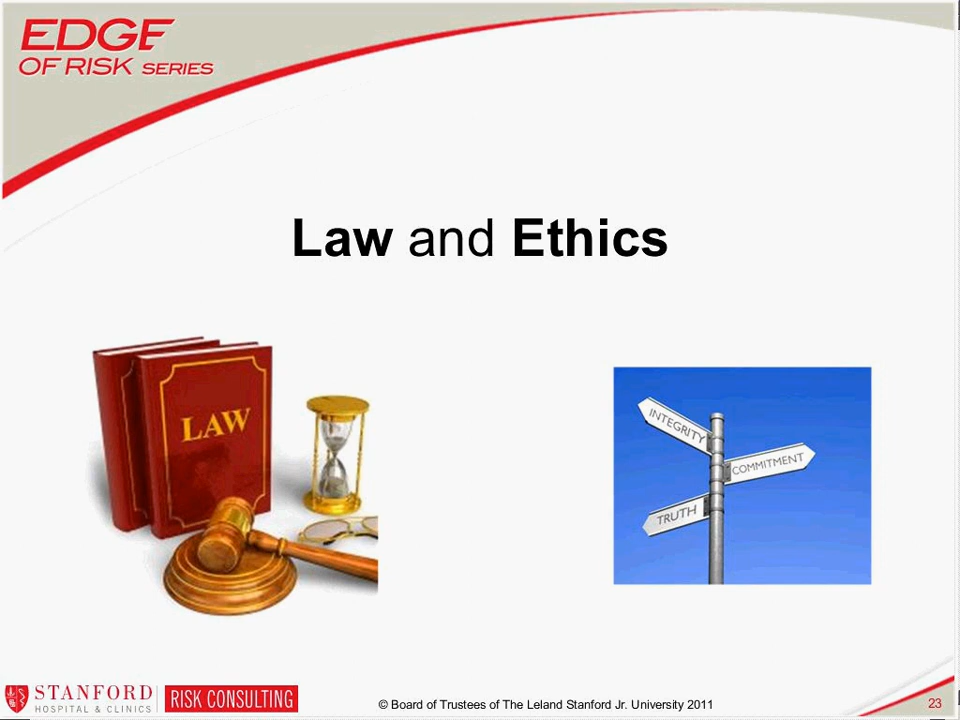 EDGE
OF RISK SERIES
Law and Ethics
LAW
INTEGRITY
COMMITMENT
TRUTH
STANFORD
HOSPITAL & CLINICS
RISK CONSULTING
© Board of Trustees of The Leland Stanford Jr. University 2011
23